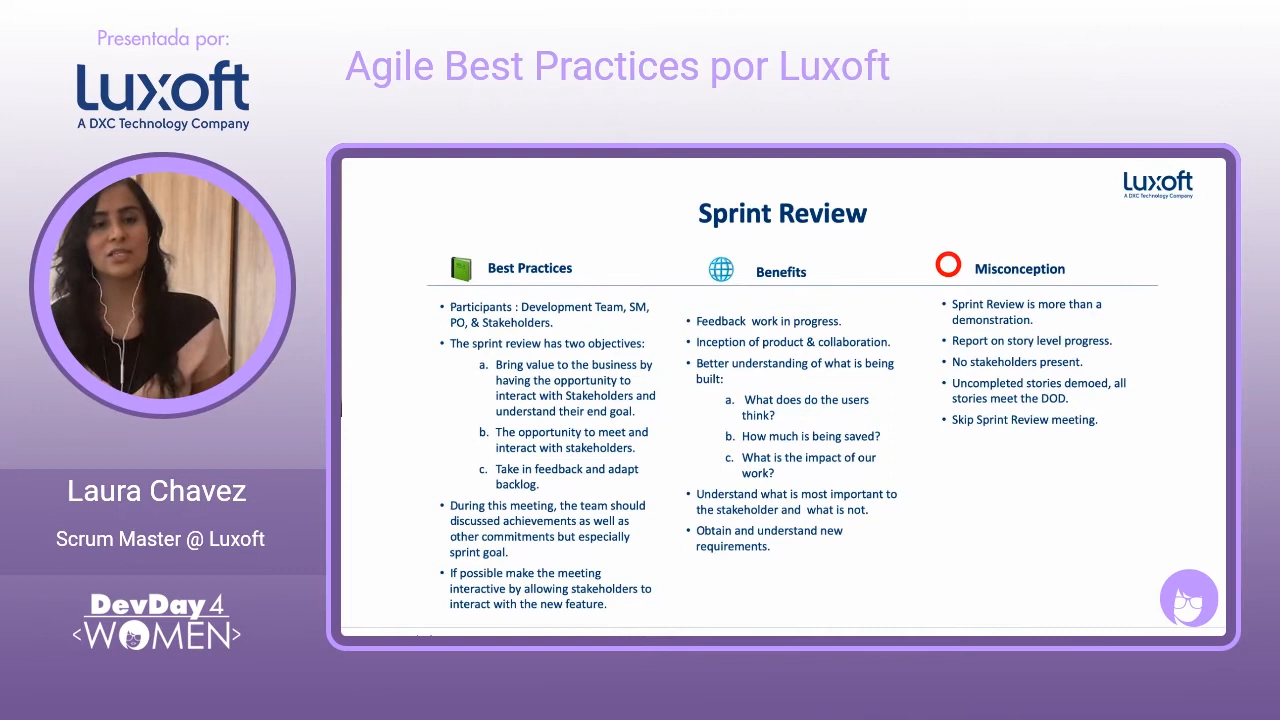 Presentada por:
Luxoft
A DXC Technology Company
Agile Best Practices por Luxoft
Luxoft
A DXC Technology Company
Sprint Review
Best Practices
• Participants : Development Team, SM,
PO, & Stakeholders.
• The sprint review has two objectives:
a. Bring value to the business by
having the opportunity to
interact with Stakeholders and
understand their end goal.
b. The opportunity to meet and
interact with stakeholders.
c. Take in feedback and adapt
backlog.
• During this meeting, the team should
discussed achievements as well as
other commitments but especially
sprint goal.
• If possible make the meeting
interactive by allowing stakeholders to
interact with the new feature.
Benefits
• Feedback work in progress.
• Inception of product & collaboration.
• Better understanding of what is being
built:
a. What does do the users
think?
b. How much is being saved?
c. What is the impact of our
work?
• Understand what is most important to
the stakeholder and what is not.
• Obtain and understand new
requirements.
Misconception
• Sprint Review is more than a
demonstration.
• Report on story level progress.
• No stakeholders present.
• Uncompleted stories demoed, all
stories meet the DOD.
• Skip Sprint Review meeting.
Laura Chavez
Scrum Master @ Luxoft
DevDay4
<WOMEN>